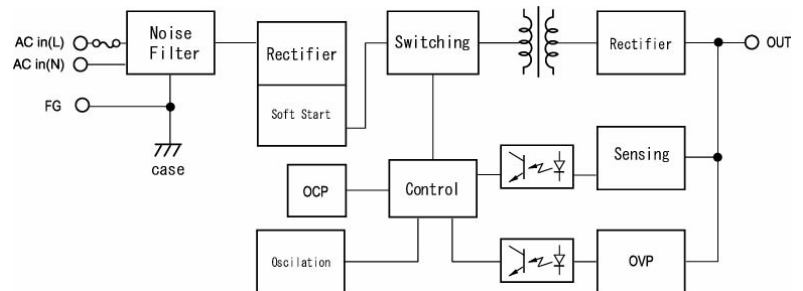 AC in(L)
AC in(N)
FG
Noise
Filter
case
Rectifier
Soft Start
Switching
Rectifier
OUT
OCP
Control
Sensing
Oscilation
OVP